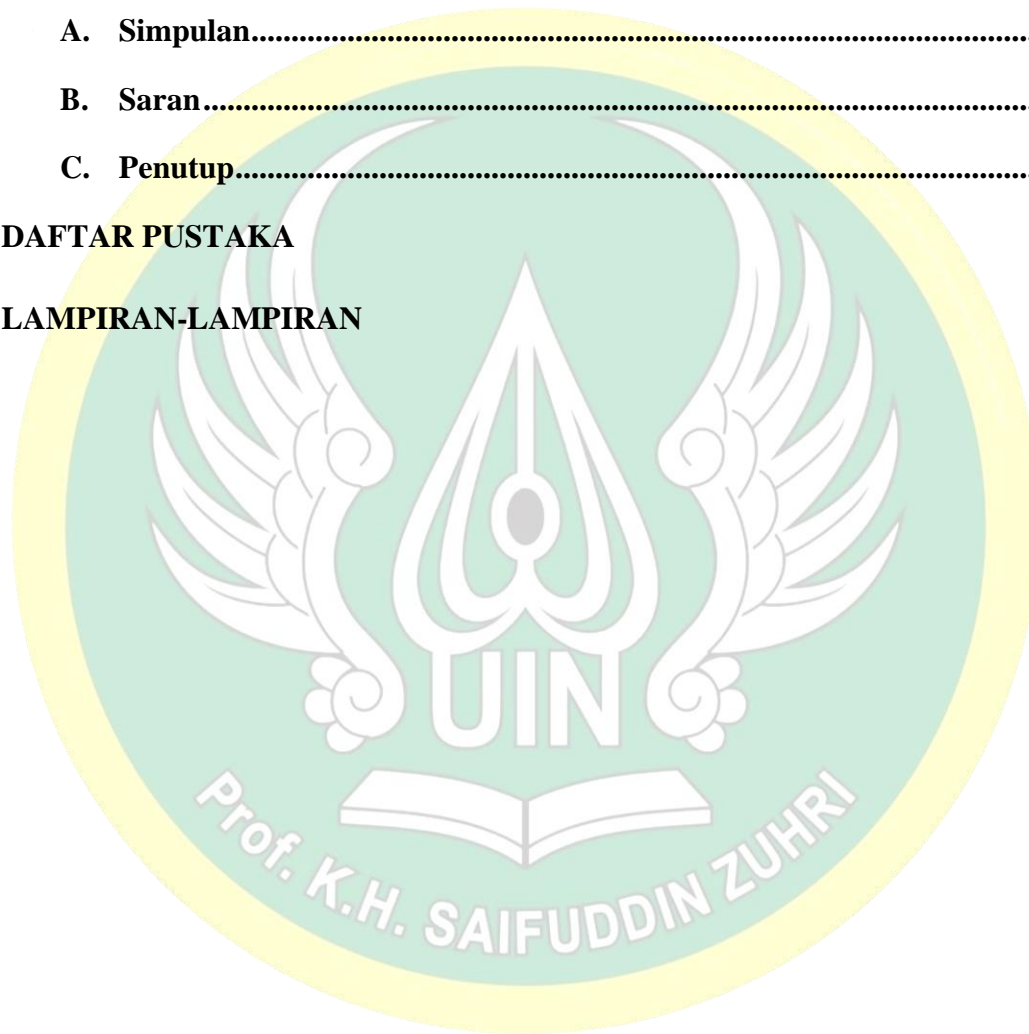 A. Simpulan..........................................................................................................
B. Saran..........................................................................................................
C. Penutup..........................................................................................................
DAFTAR PUSTAKA
LAMPIRAN-LAMPIRAN
UIN
Prof. K.H. SAIFUDDIN ZUHRI